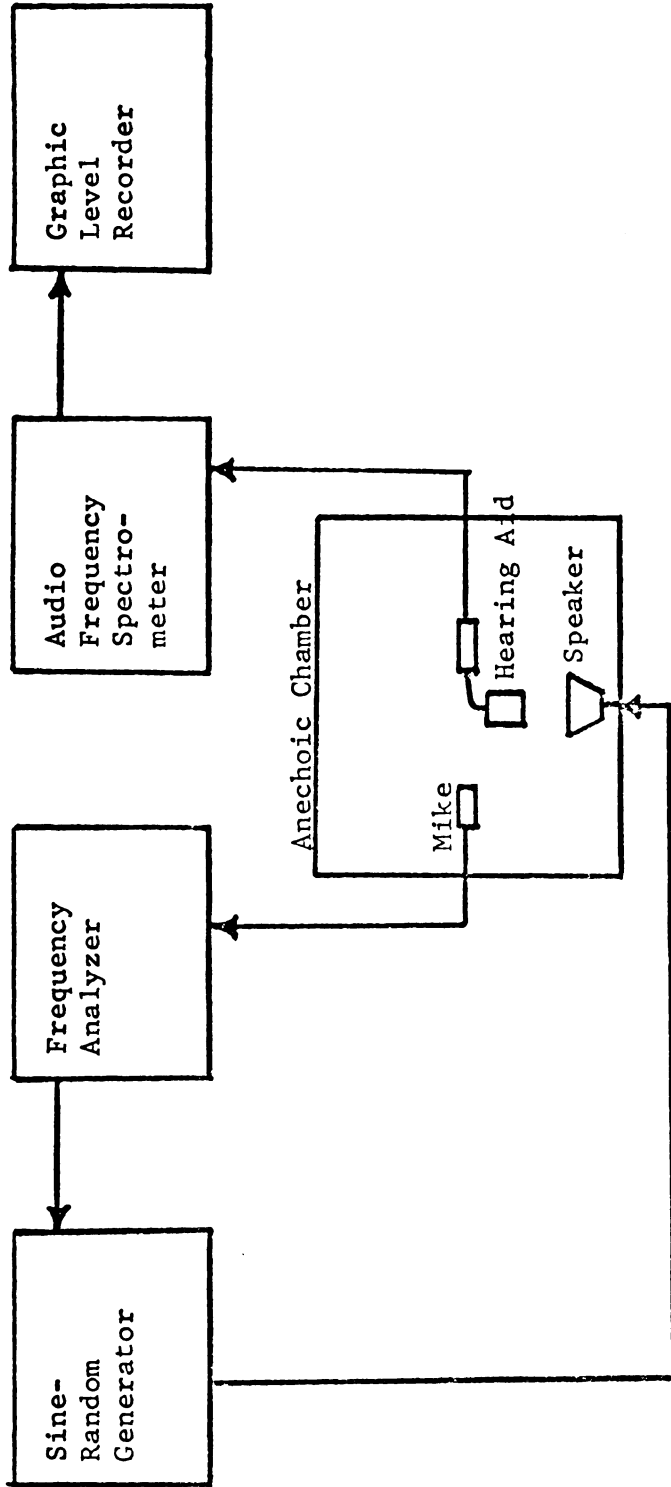 Sine-
Random
Generator
Frequency
Analyzer
Audio
Frequency
Spectro-
meter
Graphic
Level
Recorder
Anechoic Chamber
Mike
Hearing Aid
Speaker